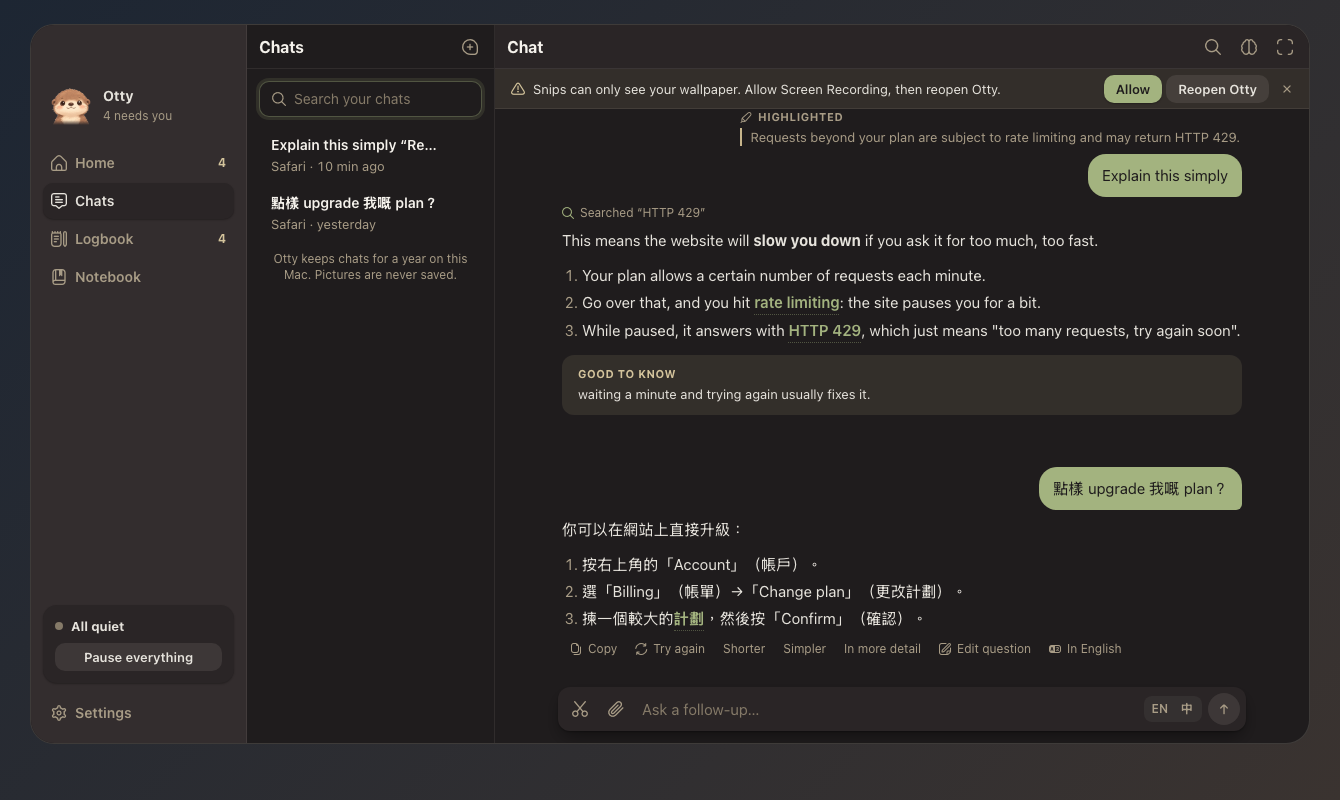 Otty
4 needs you
Home 4
Chats
Logbook 4
Notebook
All quiet
Pause everything
Settings
Chats
Search your chats
Explain this simply “Re...
Safari · 10 min ago
點樣 upgrade 我嘅 plan？
Safari · yesterday
Otty keeps chats for a year on this
Mac. Pictures are never saved.
Chat
Snips can only see your wallpaper. Allow Screen Recording, then reopen Otty.
Allow
Reopen Otty
HIGHLIGHTED
Requests beyond your plan are subject to rate limiting and may return HTTP 429.
Explain this simply
Searched “HTTP 429”
This means the website will slow you down if you ask it for too much, too fast.
1. Your plan allows a certain number of requests each minute.
2. Go over that, and you hit rate limiting: the site pauses you for a bit.
3. While paused, it answers with HTTP 429, which just means "too many requests, try again soon".
GOOD TO KNOW
waiting a minute and trying again usually fixes it.
點樣 upgrade 我嘅 plan？
你可以在網站上直接升級：
1. 按右上角的「Account」（帳戶）。
2. 選「Billing」（帳單）→「Change plan」（更改計劃）。
3. 揀一個較大的計劃，然後按「Confirm」（確認）。
Copy Try again Shorter Simpler In more detail Edit question In English
Ask a follow-up...
EN 中